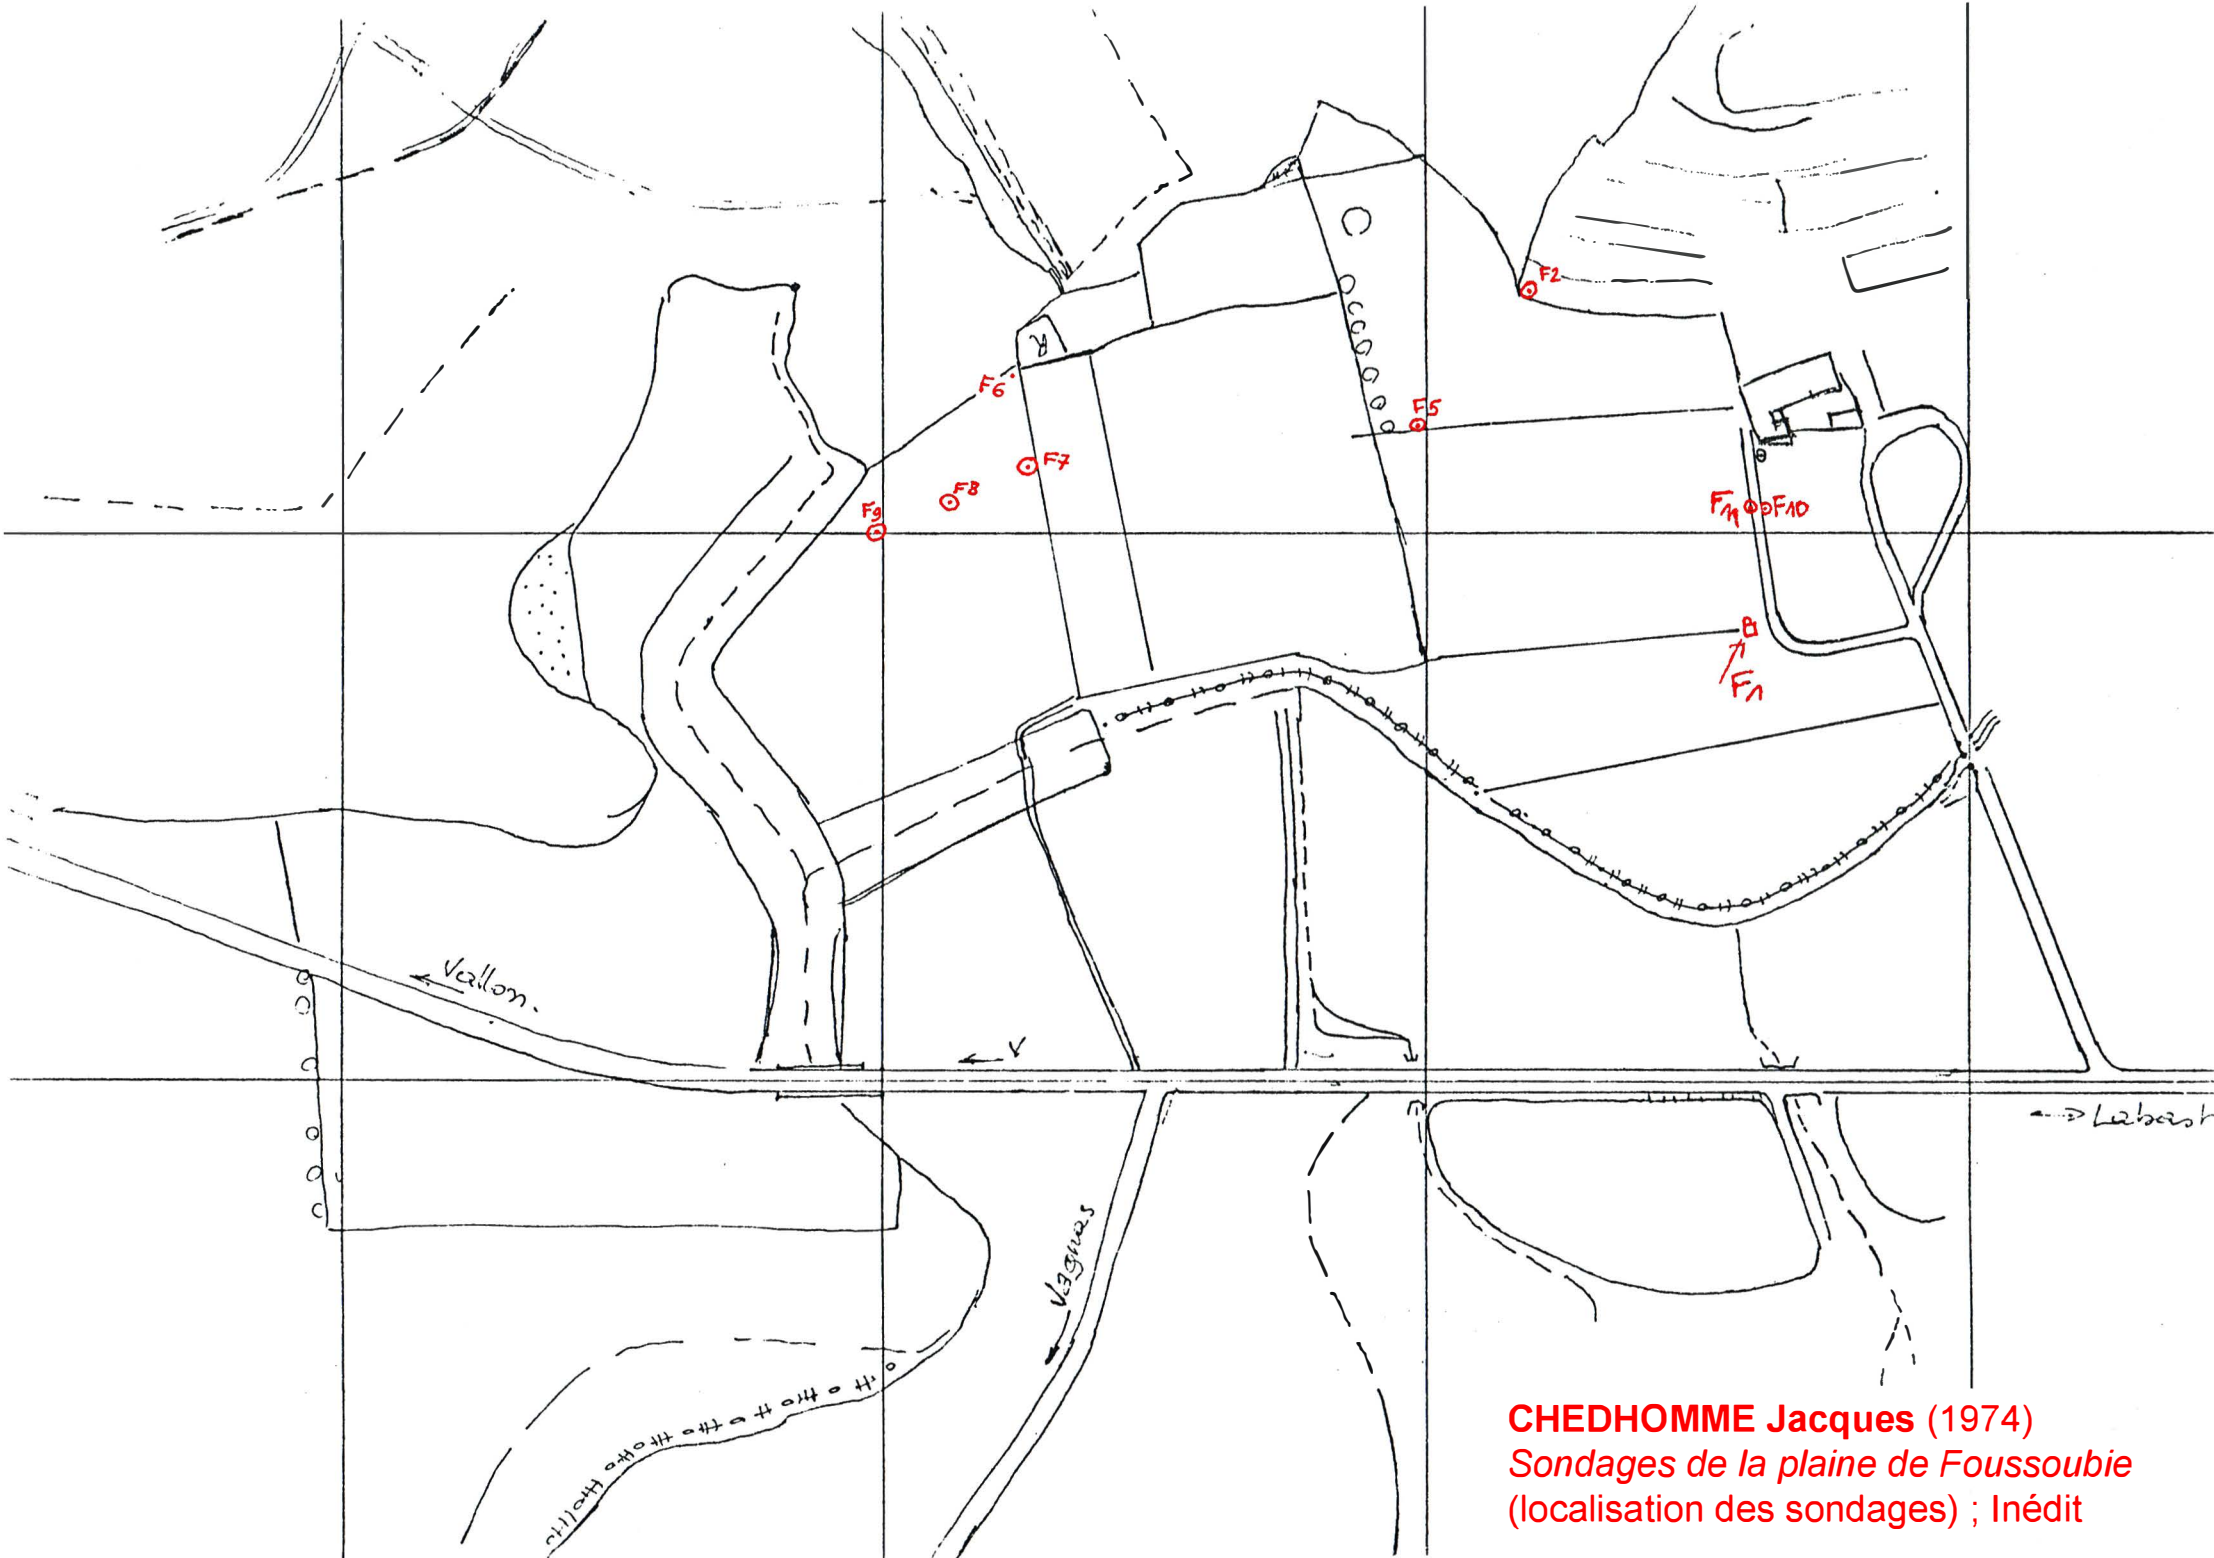 F2
R
F6
F5
F7
F8
F9
F11 F10
F1
Vallon.
V
Labast
Vagnas
CHEDHOMME Jacques (1974)
Sondages de la plaine de Foussoubie
(localisation des sondages) ; Inédit